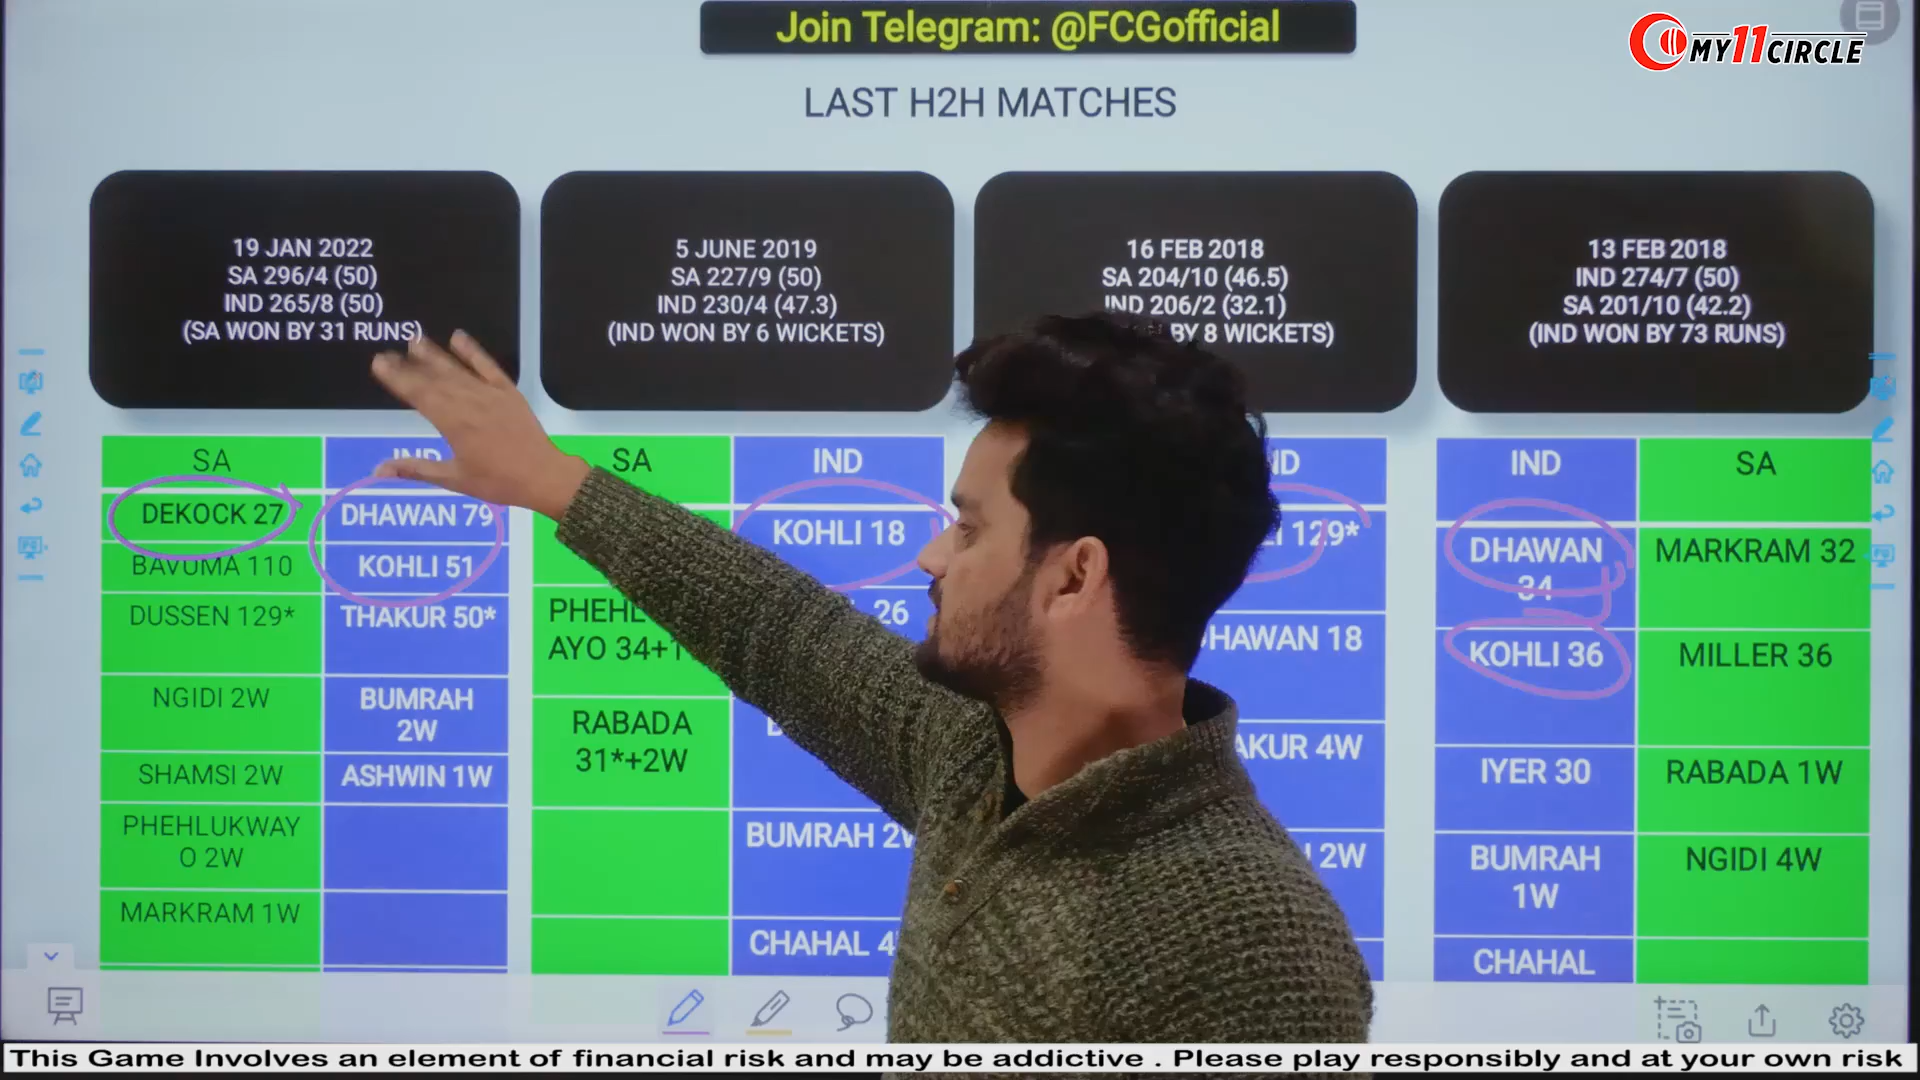 Join Telegram: @FCGofficial
MY11CIRCLE
LAST H2H MATCHES
19 JAN 2022
SA 296/4 (50)
IND 265/8 (50)
(SA WON BY 31 RUNS)
5 JUNE 2019
SA 227/9 (50)
IND 230/4 (47.3)
(IND WON BY 6 WICKETS)
16 FEB 2018
SA 204/10 (46.5)
IND 206/2 (32.1)
BY 8 WICKETS)
13 FEB 2018
IND 274/7 (50)
SA 201/10 (42.2)
(IND WON BY 73 RUNS)
SA
DEKOCK 27
BAVUMA 110
DUSSEN 129*
NGIDI 2W
SHAMSI 2W
PHEHLUKWAY
O 2W
MARKRAM 1W
IND
DHAWAN 79
KOHLI 51
THAKUR 50*
BUMRAH
2W
ASHWIN 1W
SA
AYO 34+1
RABADA
31*+2W
IND
KOHLI 18
26
BUMRAH 2W
CHAHAL 4
129*
DHAWAN 18
THAKUR 4W
2W
IND
DHAWAN
34
KOHLI 36
IYER 30
BUMRAH
1W
CHAHAL
SA
MARKRAM 32
MILLER 36
RABADA 1W
NGIDI 4W
This Game Involves an element of financial risk and may be addictive . Please play responsibly and at your own risk